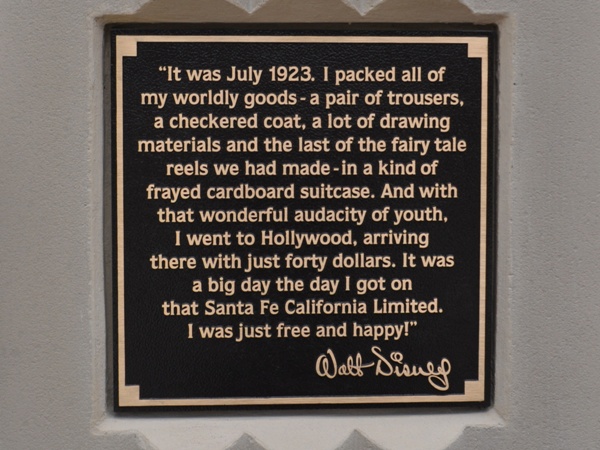 “It was July 1923. I packed all of
my worldly goods - a pair of trousers,
a checkered coat, a lot of drawing
materials and the last of the fairy tale
reels we had made - in a kind of
frayed cardboard suitcase. And with
that wonderful audacity of youth,
I went to Hollywood, arriving
there with just forty dollars. It was
a big day the day I got on
that Santa Fe California Limited.
I was just free and happy!”
Walt Disney